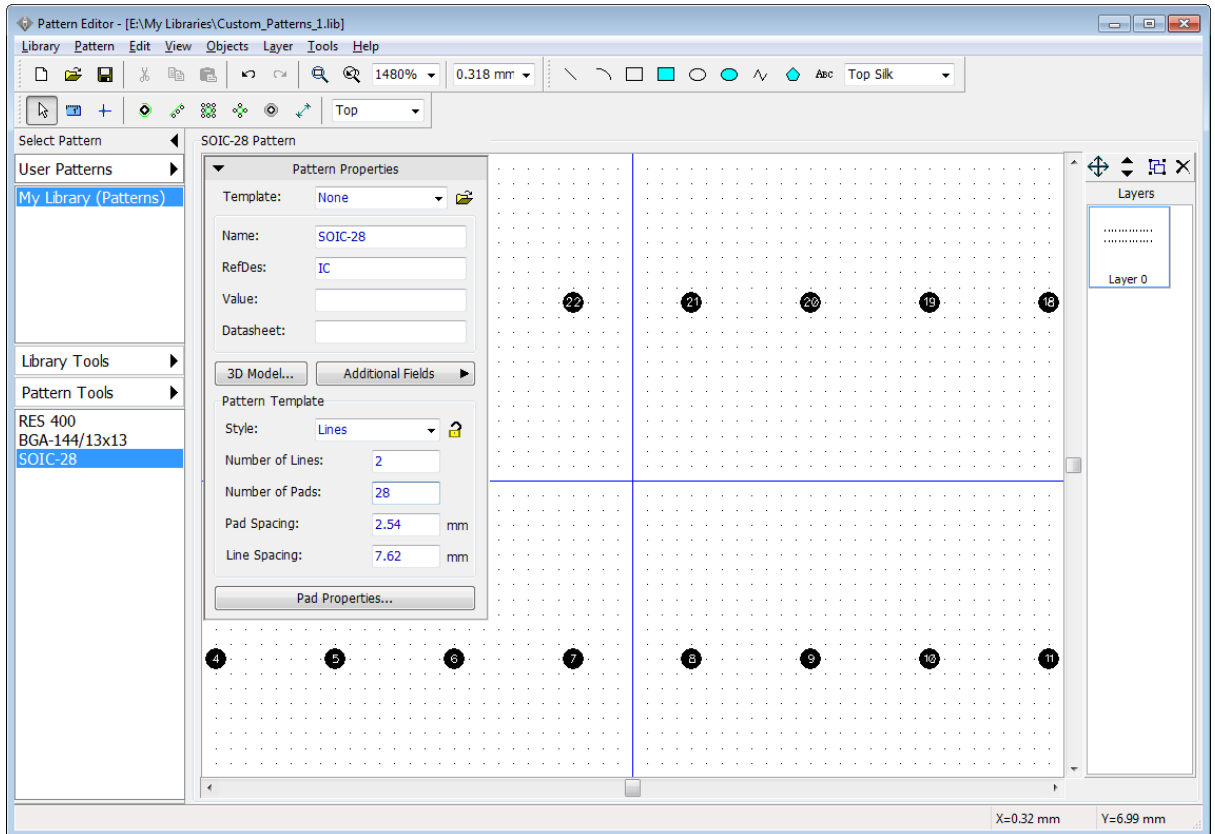 Pattern Editor - [E:\My Libraries\Custom_Patterns_1.lib]
Library Pattern Edit View Objects Layer Tools Help
1480% 0.318 mm ABC Top Silk
Top
Select Pattern
SOIC-28 Pattern
User Patterns
My Library (Patterns)
Library Tools
Pattern Tools
RES 400
BGA-144/13x13
SOIC-28
Pattern Properties
Template: None
Name: SOIC-28
RefDes: IC
Value:
Datasheet:
3D Model... Additional Fields
Pattern Template
Style: Lines
Number of Lines: 2
Number of Pads: 28
Pad Spacing: 2.54 mm
Line Spacing: 7.62 mm
Pad Properties...
22 21 20 19 18
4 5 6 7 8 9 10 11
Layers
Layer 0
X=0.32 mm Y=6.99 mm